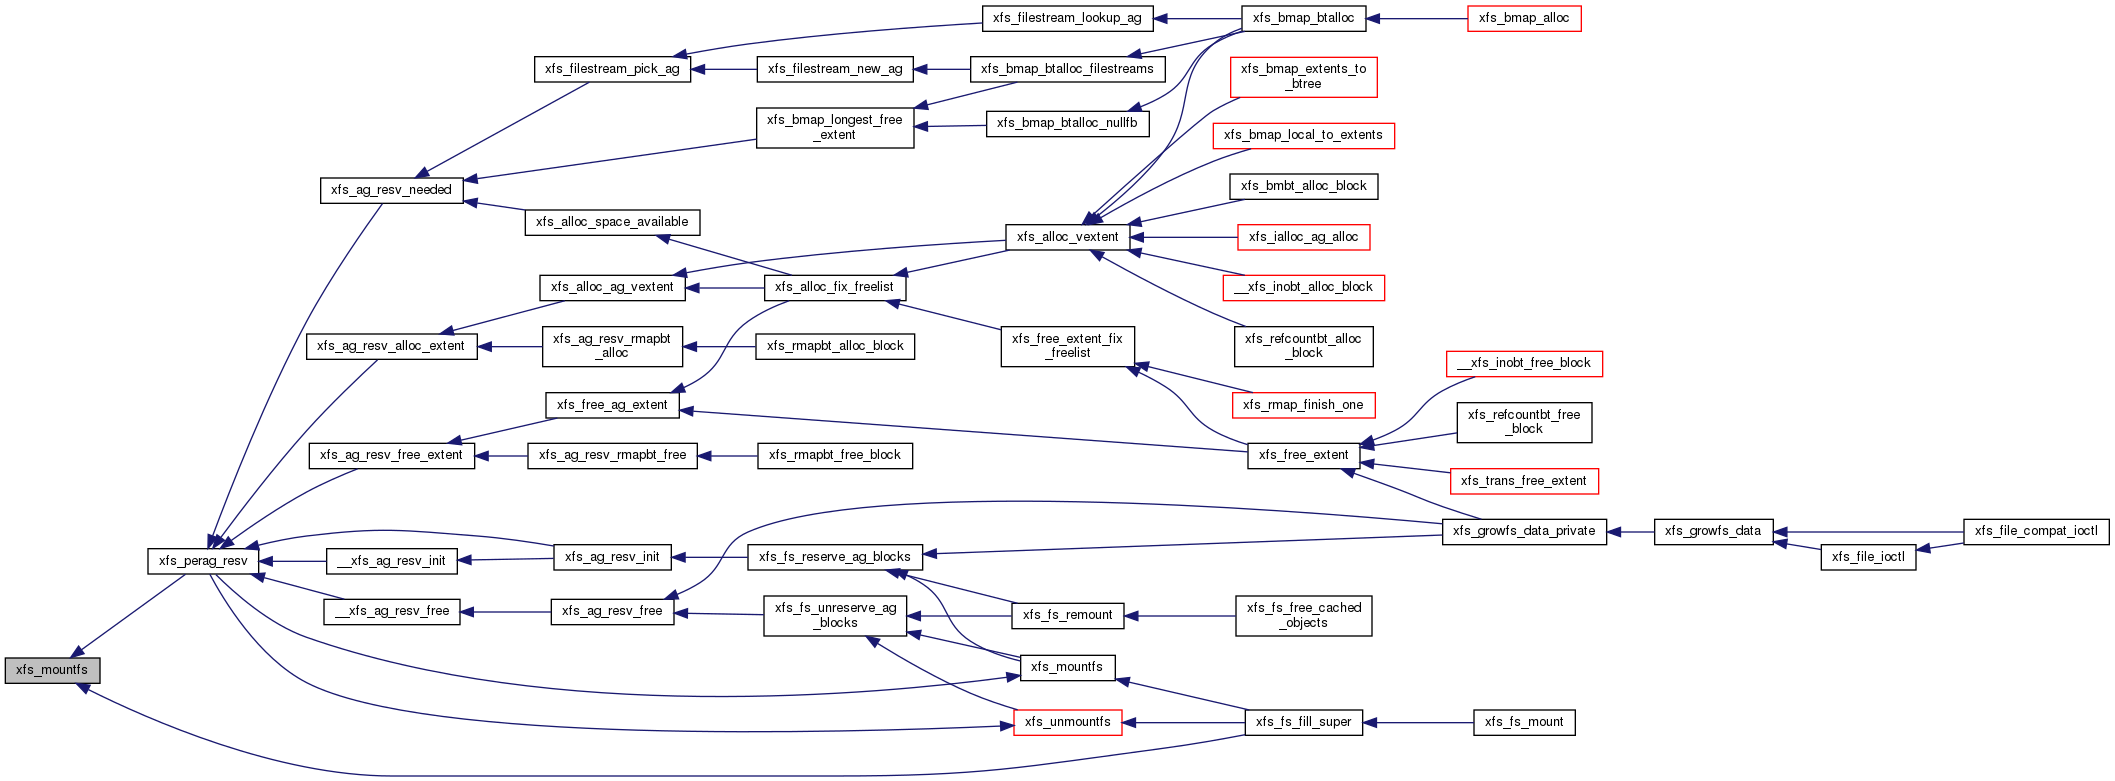 xfs_filestream_lookup_ag
xfs_bmap_btalloc
xfs_bmap_alloc
xfs_filestream_pick_ag
xfs_filestream_new_ag
xfs_bmap_btalloc_filestreams
xfs_bmap_extents_to
_btree
xfs_bmap_longest_free
_extent
xfs_bmap_btalloc_nullfb
xfs_bmap_local_to_extents
xfs_ag_resv_needed
xfs_bmbt_alloc_block
xfs_alloc_space_available
xfs_alloc_vextent
xfs_ialloc_ag_alloc
xfs_alloc_ag_vextent
xfs_alloc_fix_freelist
__xfs_inobt_alloc_block
xfs_ag_resv_alloc_extent
xfs_ag_resv_rmapbt
_alloc
xfs_rmapbt_alloc_block
xfs_free_extent_fix
_freelist
xfs_refcountbt_alloc
_block
__xfs_inobt_free_block
xfs_free_ag_extent
xfs_rmap_finish_one
xfs_refcountbt_free
_block
xfs_ag_resv_free_extent
xfs_ag_resv_rmapbt_free
xfs_rmapbt_free_block
xfs_free_extent
xfs_trans_free_extent
xfs_growfs_data_private
xfs_growfs_data
xfs_file_compat_ioctl
xfs_perag_resv
__xfs_ag_resv_init
xfs_ag_resv_init
xfs_fs_reserve_ag_blocks
xfs_file_ioctl
__xfs_ag_resv_free
xfs_ag_resv_free
xfs_fs_unreserve_ag
_blocks
xfs_fs_remount
xfs_fs_free_cached
_objects
xfs_mountfs
xfs_mountfs
xfs_unmountfs
xfs_fs_fill_super
xfs_fs_mount